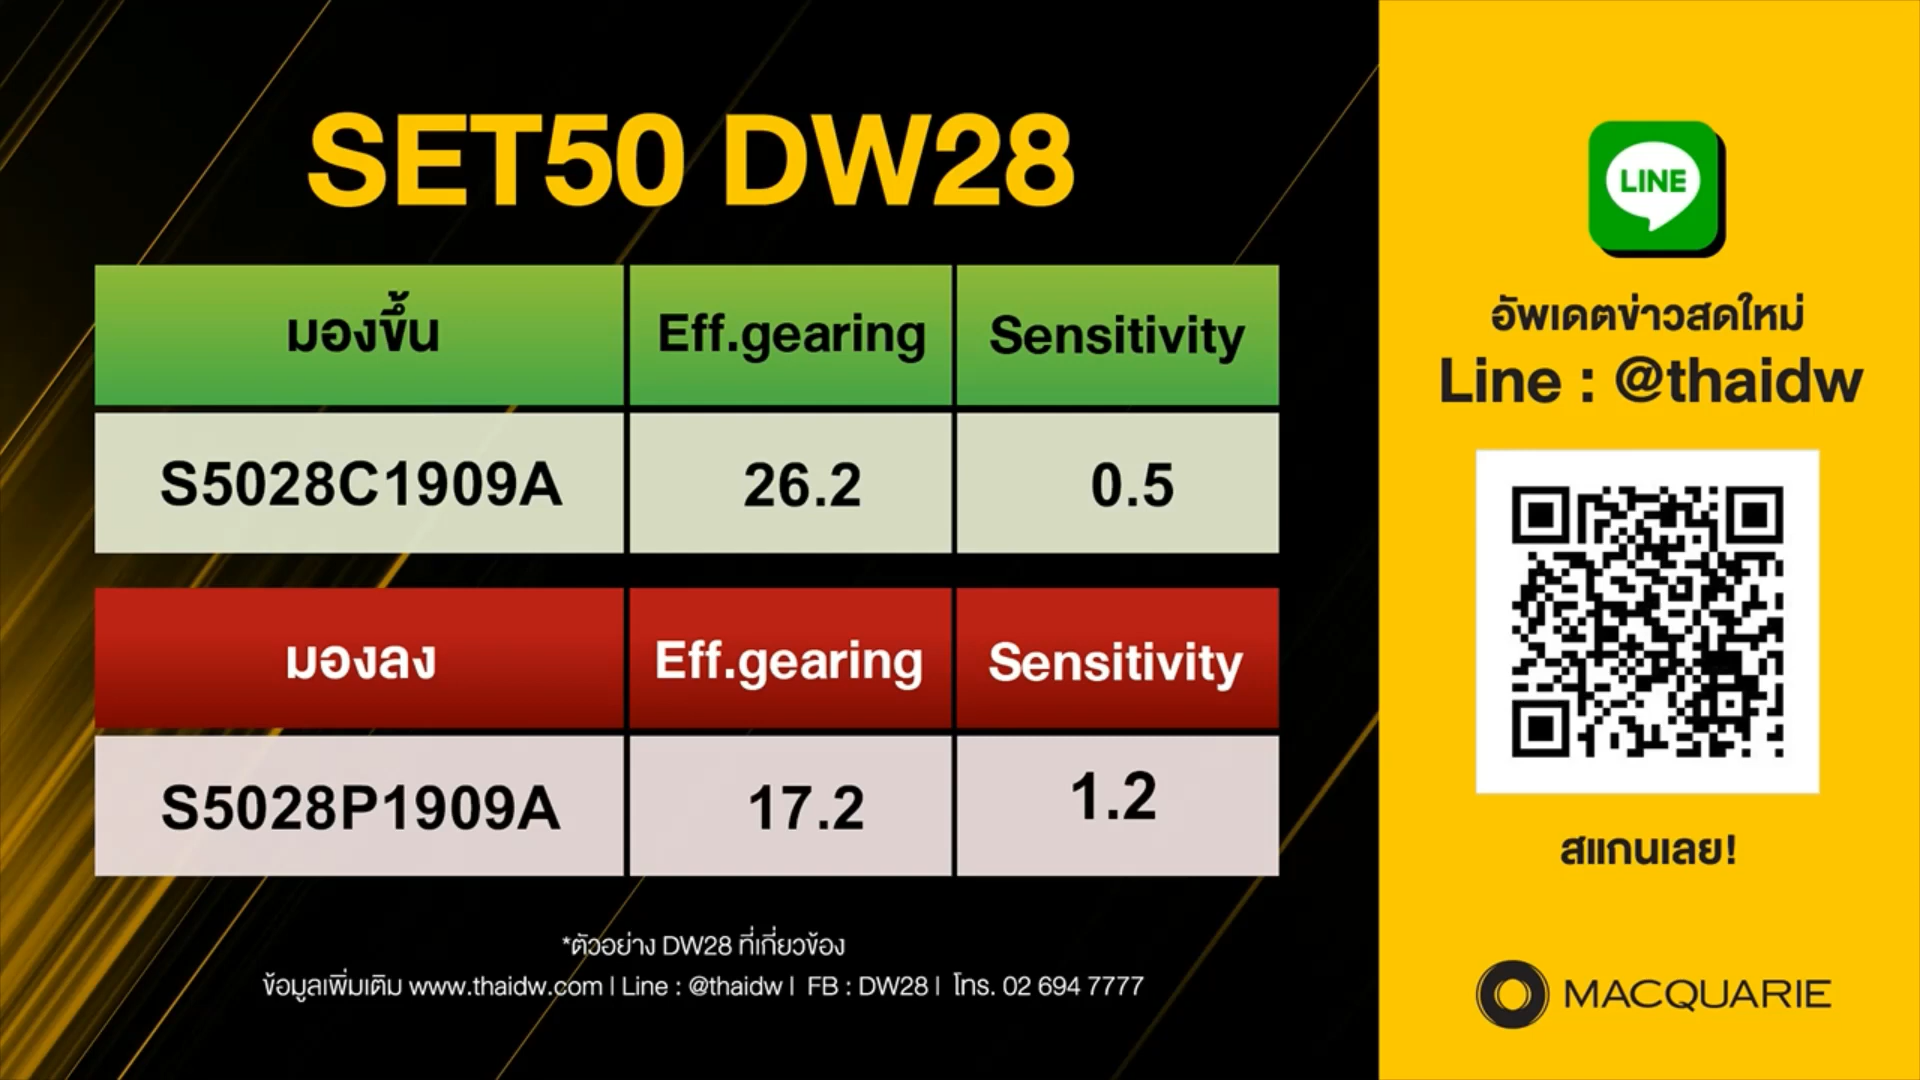 SET50 DW28
มองขึ้น Eff.gearing Sensitivity
S5028C1909A 26.2 0.5
มองลง Eff.gearing Sensitivity
S5028P1909A 17.2 1.2
*ตัวอย่าง DW28 ที่เกี่ยวข้อง
ข้อมูลเพิ่มเติม www.thaidw.com | Line : @thaidw | FB : DW28 | โทร. 02 694 7777
LINE
อัพเดตข่าวสดใหม่
Line : @thaidw
สแกนเลย!
MACQUARIE